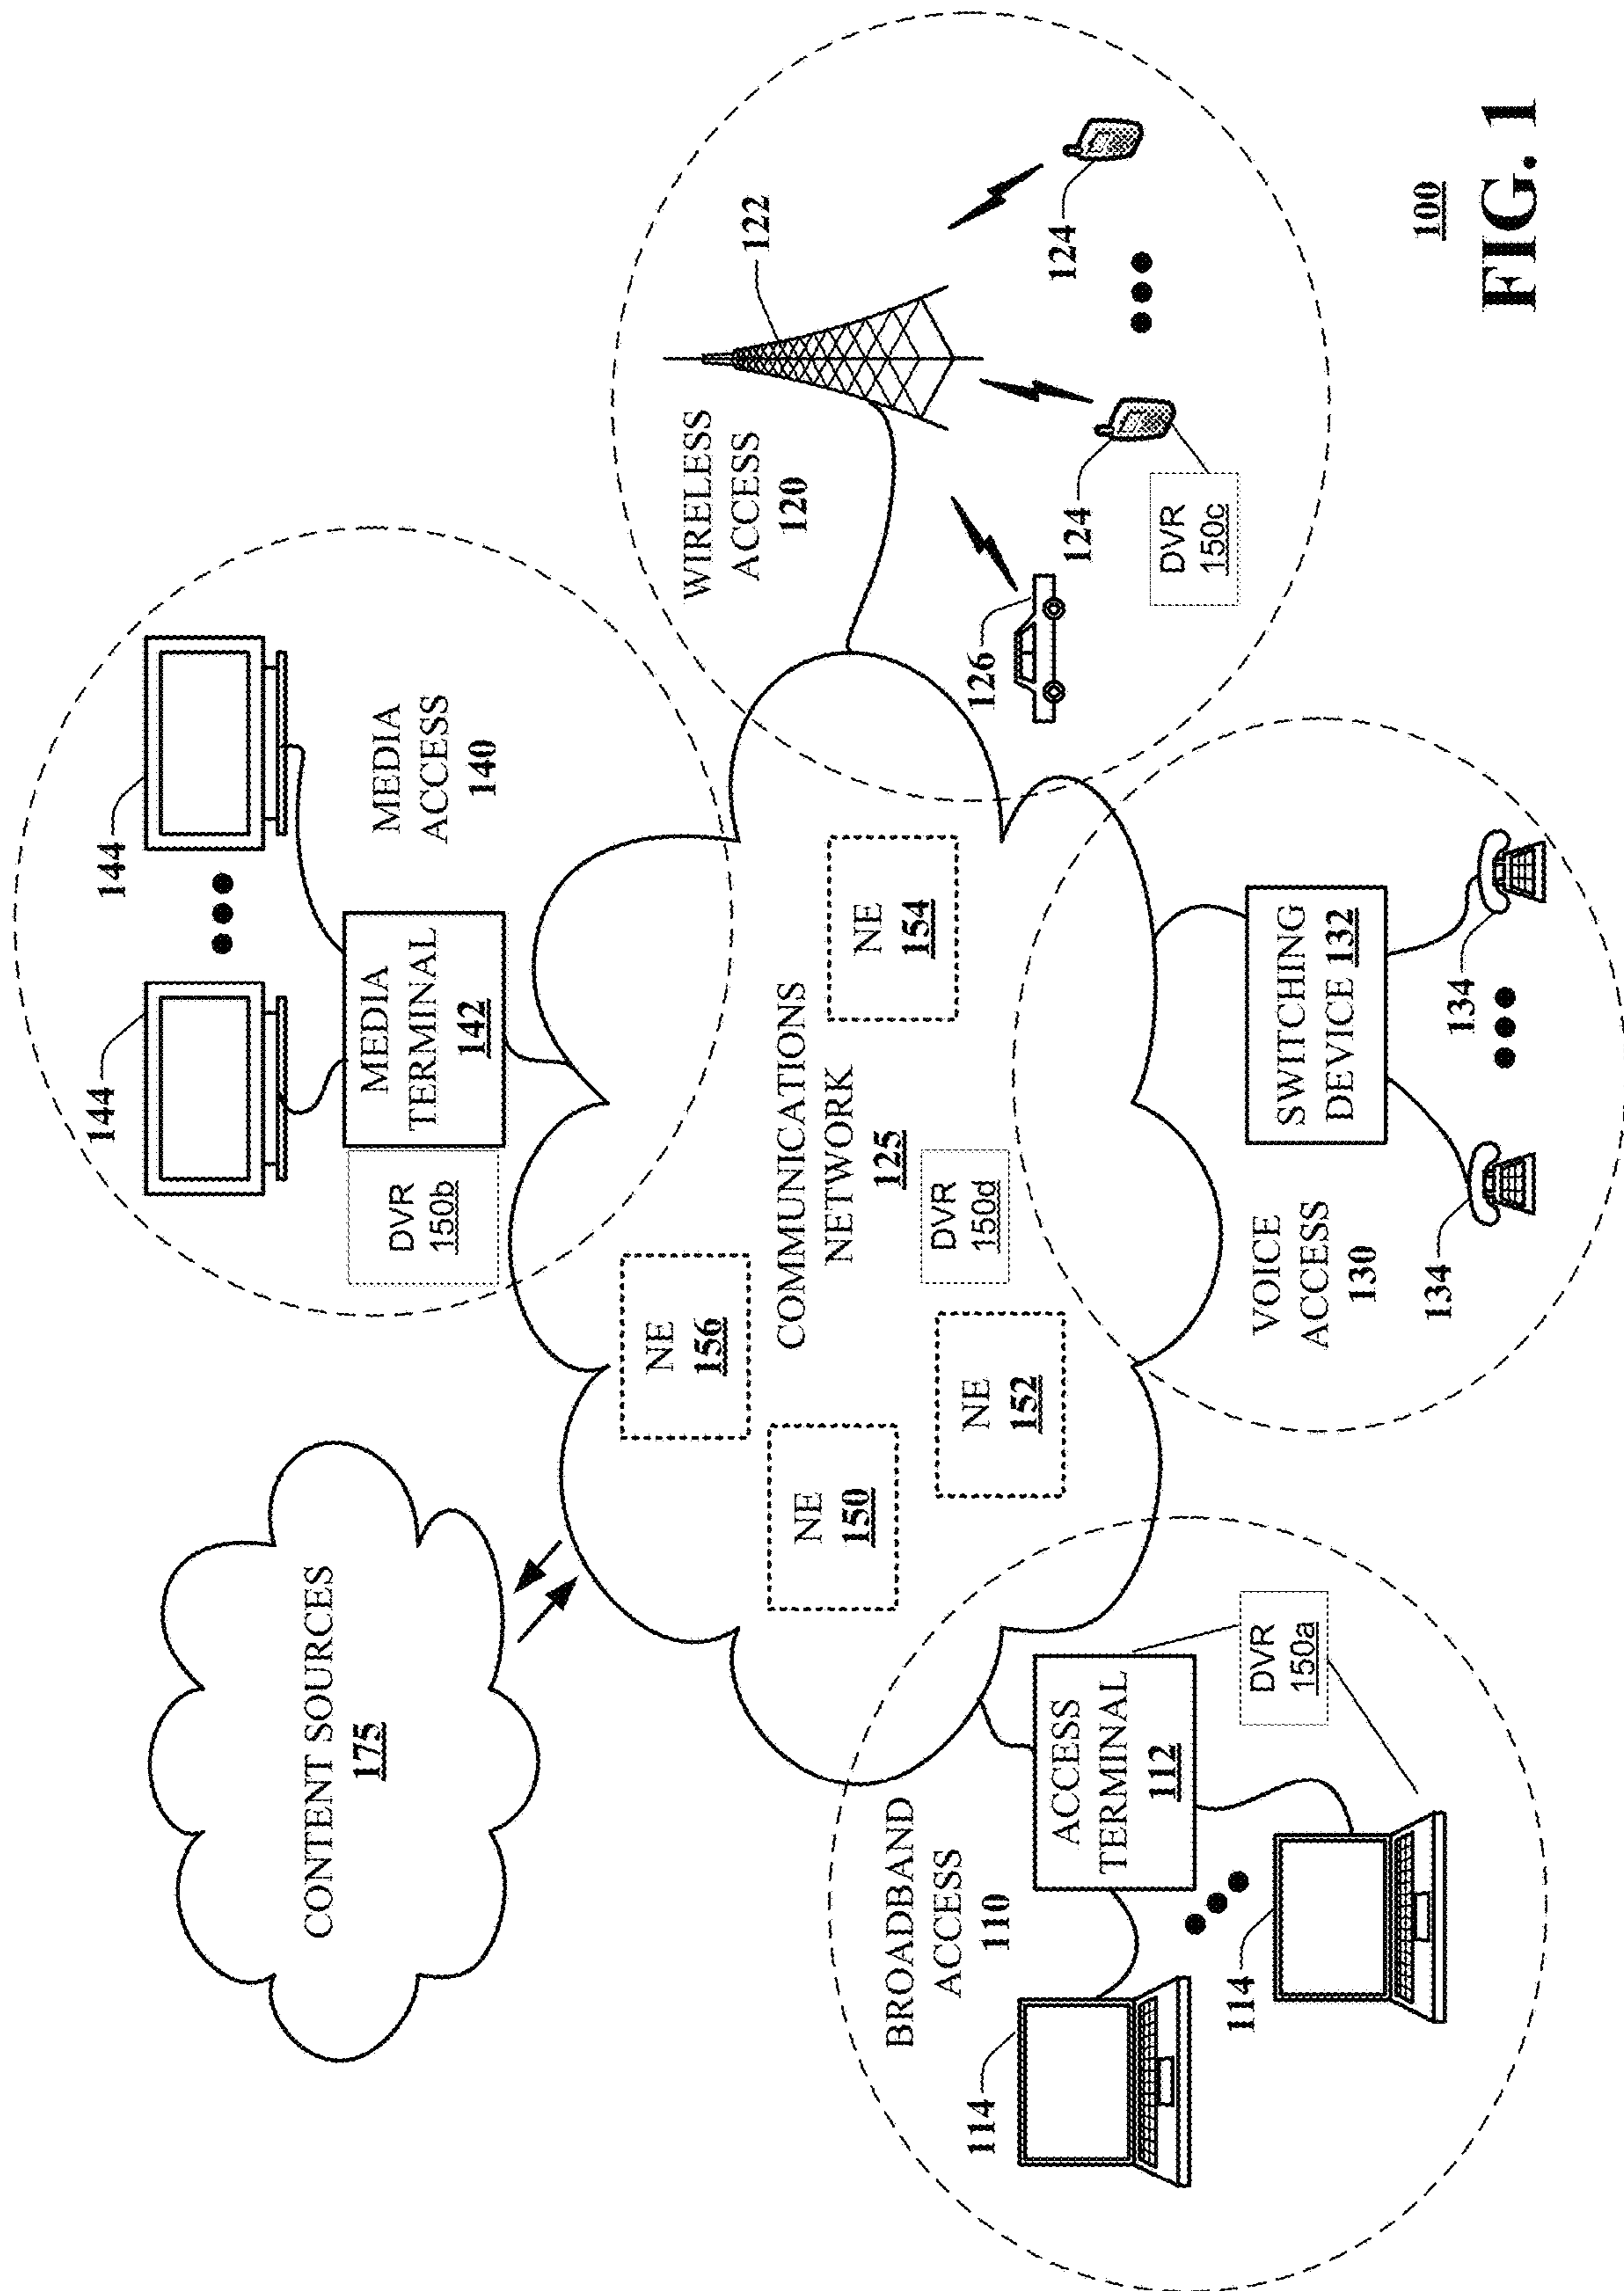 CONTENT SOURCES
175
144
144
MEDIA
TERMINAL
142
DVR
150b
MEDIA
ACCESS
140
WIRELESS
ACCESS
120
122
124
124
126
DVR
150c
NE
156
NE
150
NE
152
NE
154
COMMUNICATIONS
NETWORK
125
DVR
150d
BROADBAND
ACCESS
110
ACCESS
TERMINAL
112
DVR
150a
114
114
VOICE
ACCESS
130
SWITCHING
DEVICE 132
134
134
100
FIG. 1